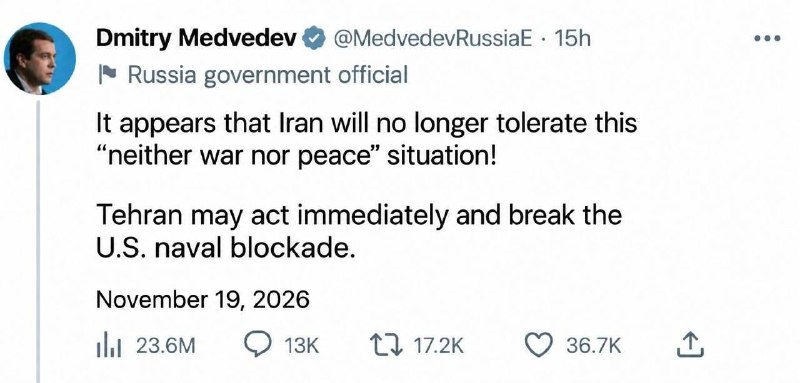 Dmitry Medvedev @MedvedevRussiaE · 15h
Russia government official
It appears that Iran will no longer tolerate this
“neither war nor peace” situation!
Tehran may act immediately and break the
U.S. naval blockade.
November 19, 2026
23.6M 13K 17.2K 36.7K